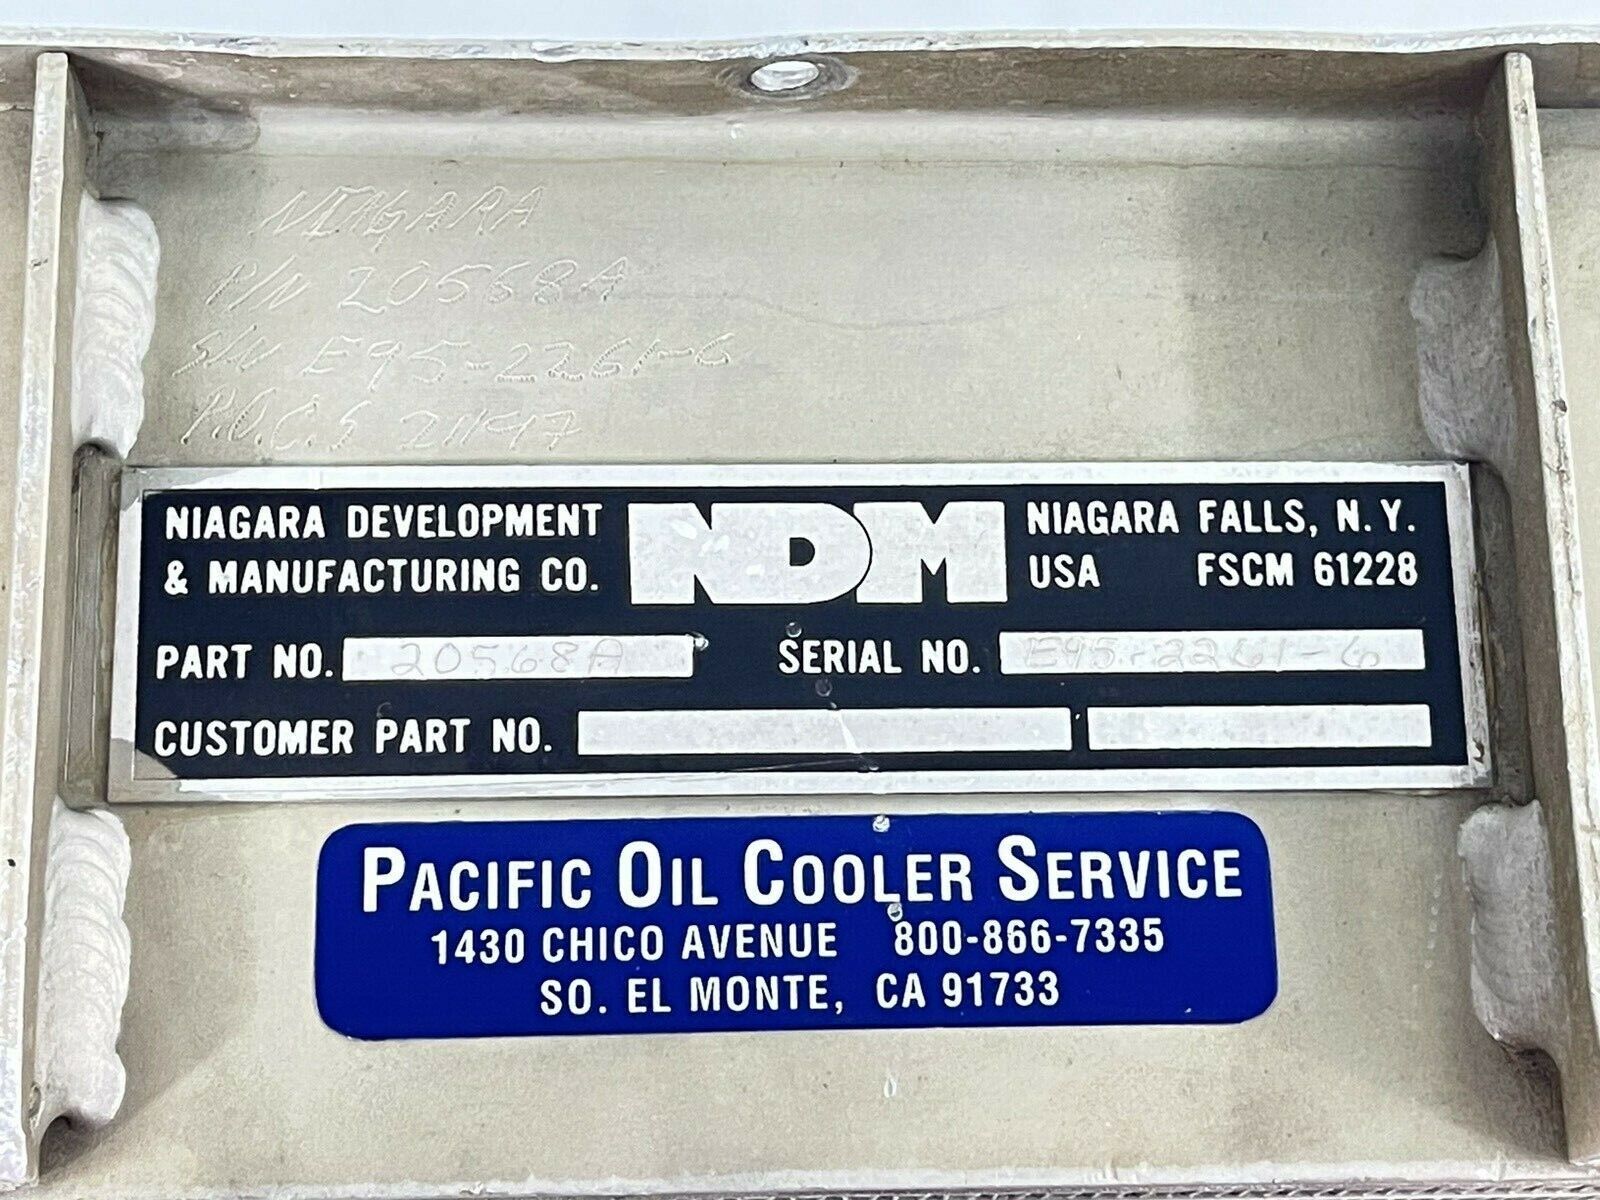 NIAGARA
P/N 20568A
S/N E95-2261-6
P.O.C.S 21147
NIAGARA DEVELOPMENT
& MANUFACTURING CO.
NDM
NIAGARA FALLS, N.Y.
USA FSCM 61228
PART NO. 20568A SERIAL NO. E95-2261-6
CUSTOMER PART NO.
PACIFIC OIL COOLER SERVICE
1430 CHICO AVENUE 800-866-7335
SO. EL MONTE, CA 91733